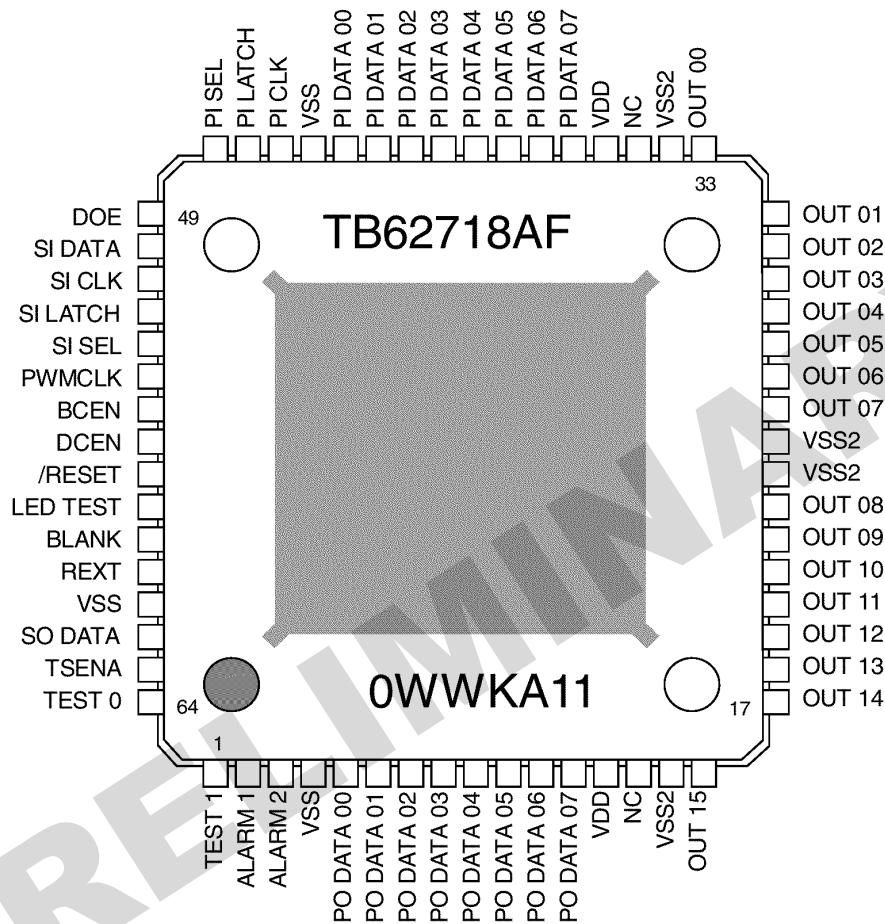 PI SEL
PI LATCH
PI CLK
VSS
PI DATA 00
PI DATA 01
PI DATA 02
PI DATA 03
PI DATA 04
PI DATA 05
PI DATA 06
PI DATA 07
VDD
NC
VSS2
OUT 00
33
49
TB62718AF
DOE
SI DATA
SI CLK
SI LATCH
SI SEL
PWMCLK
BCEN
DCEN
/RESET
LED TEST
BLANK
REXT
VSS
SO DATA
TSENA
TEST 0
OUT 01
OUT 02
OUT 03
OUT 04
OUT 05
OUT 06
OUT 07
VSS2
VSS2
OUT 08
OUT 09
OUT 10
OUT 11
OUT 12
OUT 13
OUT 14
RELIMINAR
0WWKA11
64
17
1
TEST 1
ALARM 1
ALARM 2
VSS
PO DATA 00
PO DATA 01
PO DATA 02
PO DATA 03
PO DATA 04
PO DATA 05
PO DATA 06
PO DATA 07
VDD
NC
VSS2
OUT 15